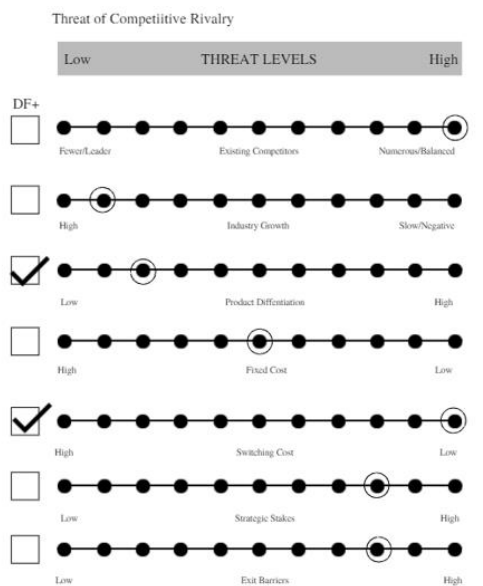 Threat of Competiitive Rivalry
Low THREAT LEVELS High
DF+
Fewer/Leader Existing Competitors Numerous/Balanced
High Industry Growth Slow/Negative
Low Product Diffentiation High
High Fixed Cost Low
High Switching Cost Low
Low Strategic Stakes High
Low Exit Barriers High